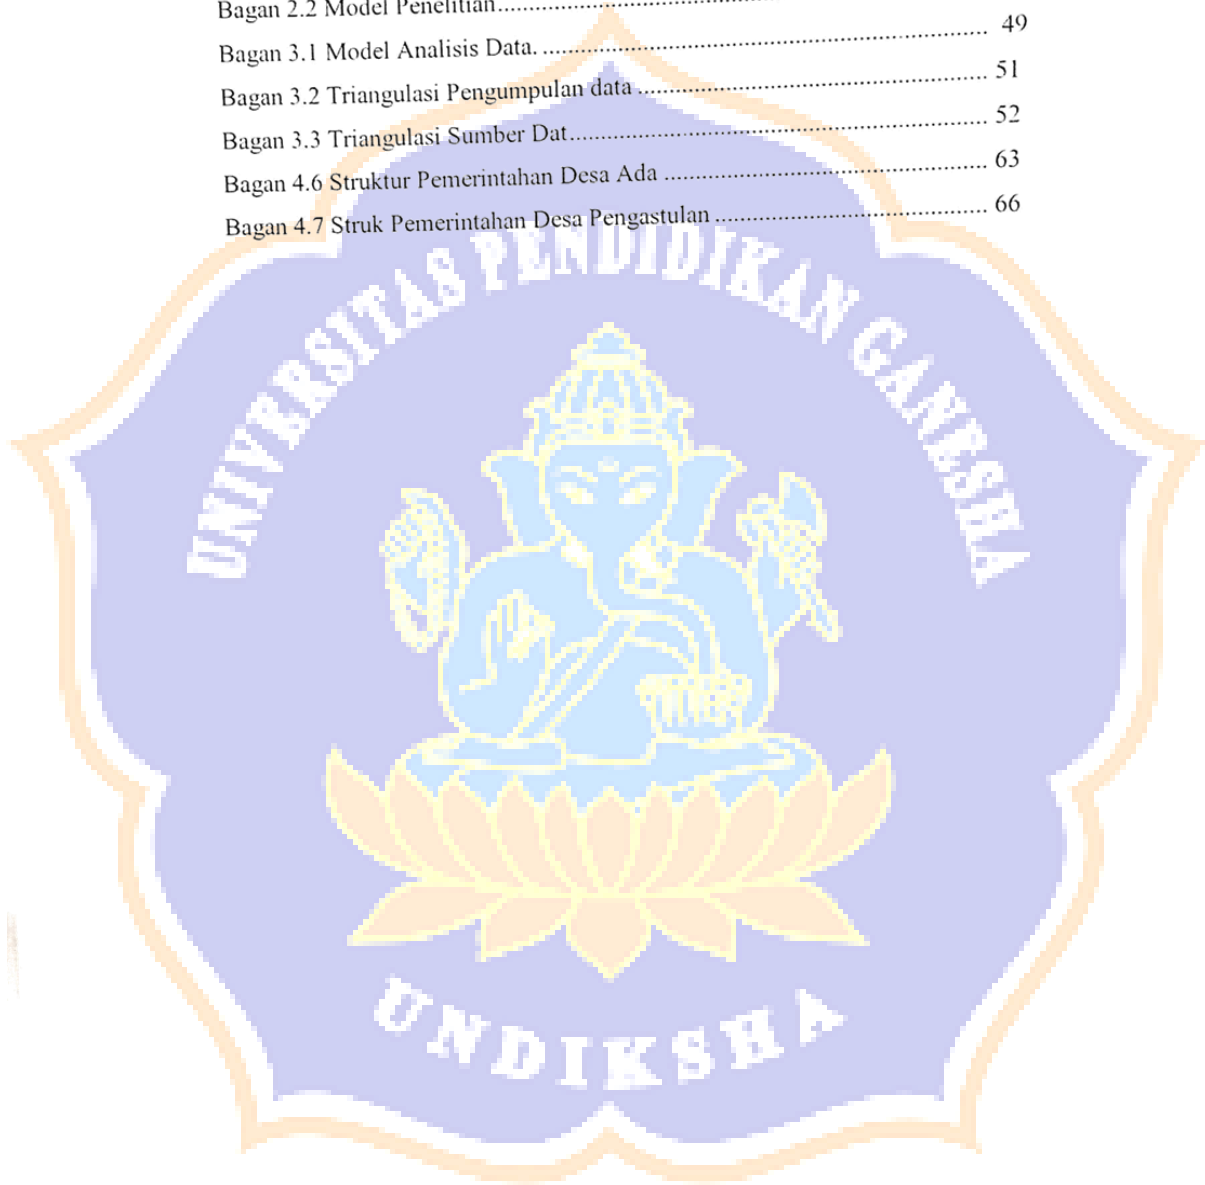 Bagan 2.2 Model Penelitian........................................
Bagan 3.1 Model Analisis Data. ........................................ 49
Bagan 3.2 Triangulasi Pengumpulan data ........................................ 51
Bagan 3.3 Triangulasi Sumber Dat........................................ 52
Bagan 4.6 Struktur Pemerintahan Desa Ada ........................................ 63
Bagan 4.7 Struk Pemerintahan Desa Pengastulan ........................................ 66
UNIVERSITAS PENDIDIKAN GANESHA
UNDIKSHA